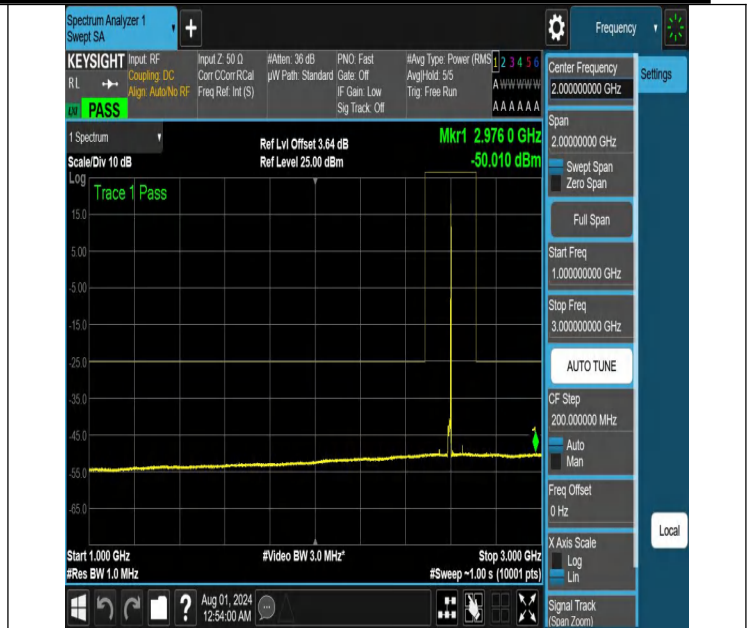 Spectrum Analyzer 1
Swept SA
+
Frequency
KEYSIGHT
RL
PASS
Input: RF
Coupling: DC
Align: Auto/No RF
Input Z: 50 Ω
Corr CCorr RCal
Freq Ref: Int (S)
#Atten: 36 dB
µW Path: Standard
PNO: Fast
Gate: Off
IF Gain: Low
Sig Track: Off
#Avg Type: Power (RMS
Avg|Hold: 5/5
Trig: Free Run
1 2 3 4 5 6
A W W W W W
A A A A A A
1 Spectrum
Scale/Div 10 dB
Ref Lvl Offset 3.64 dB
Ref Level 25.00 dBm
Mkr1 2.976 0 GHz
-50.010 dBm
Log
Trace 1 Pass
15.0
5.00
-5.00
-15.0
-25.0
-35.0
-45.0
-55.0
-65.0
1
Start 1.000 GHz
#Res BW 1.0 MHz
#Video BW 3.0 MHz*
Stop 3.000 GHz
#Sweep ~1.00 s (10001 pts)
?
Aug 01, 2024
12:54:00 AM
Center Frequency
2.000000000 GHz
Settings
Span
2.00000000 GHz
Swept Span
Zero Span
Full Span
Start Freq
1.000000000 GHz
Stop Freq
3.000000000 GHz
AUTO TUNE
CF Step
200.000000 MHz
Auto
Man
Freq Offset
0 Hz
X Axis Scale
Log
Lin
Local
Signal Track
(Span Zoom)